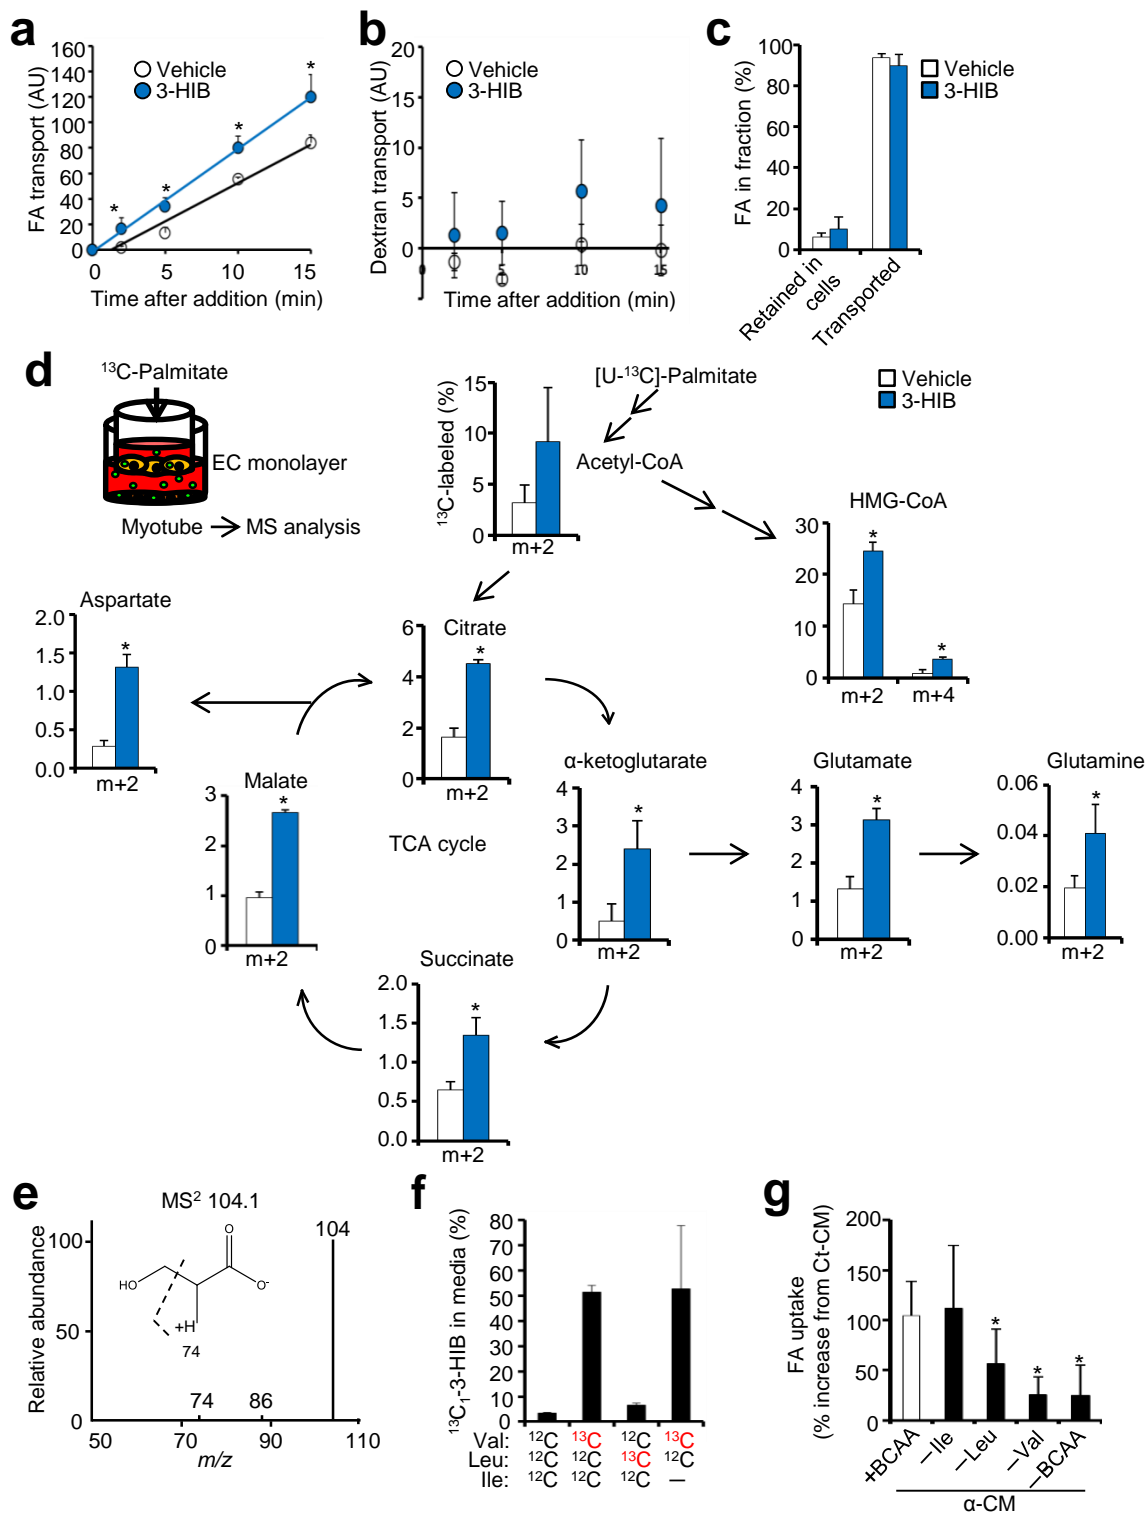 a
FA transport (AU)
160
140
120
100
80
60
40
20
0
Vehicle
3-HIB
*
*
*
*
0
5
10
15
Time after addition (min)
b
Dextran transport (AU)
20
15
10
5
0
Vehicle
3-HIB
0
5
10
15
Time after addition (min)
c
FA in fraction (%)
100
80
60
40
20
0
Vehicle
3-HIB
Retained in
cells
Transported
d
¹³C-Palmitate
EC monolayer
Myotube
MS analysis
¹³C-labeled (%)
15
10
5
0
m+2
[U-¹³C]-Palmitate
Acetyl-CoA
Vehicle
3-HIB
HMG-CoA
30
20
10
0
*
*
m+2
m+4
Aspartate
2.0
1.5
1.0
0.5
0.0
*
m+2
Citrate
6
4
2
0
*
m+2
Malate
3
2
1
0
*
m+2
TCA cycle
α-ketoglutarate
4
3
2
1
0
*
m+2
Glutamate
4
3
2
1
0
*
m+2
Glutamine
0.06
0.04
0.02
0.00
*
m+2
Succinate
2.0
1.5
1.0
0.5
0.0
*
m+2
e
MS² 104.1
Relative abundance
100
50
0
HO
O
O-
+H
74
74
86
104
50
70
90
110
m/z
f
¹³C₁-3-HIB in media (%)
80
70
60
50
40
30
20
10
0
Val: ¹²C ¹³C ¹²C ¹³C
Leu: ¹²C ¹²C ¹³C ¹²C
Ile: ¹²C ¹²C ¹²C –
g
FA uptake
(% increase from Ct-CM)
200
150
100
50
0
*
*
*
+BCAA
–Ile
–Leu
–Val
–BCAA
α-CM